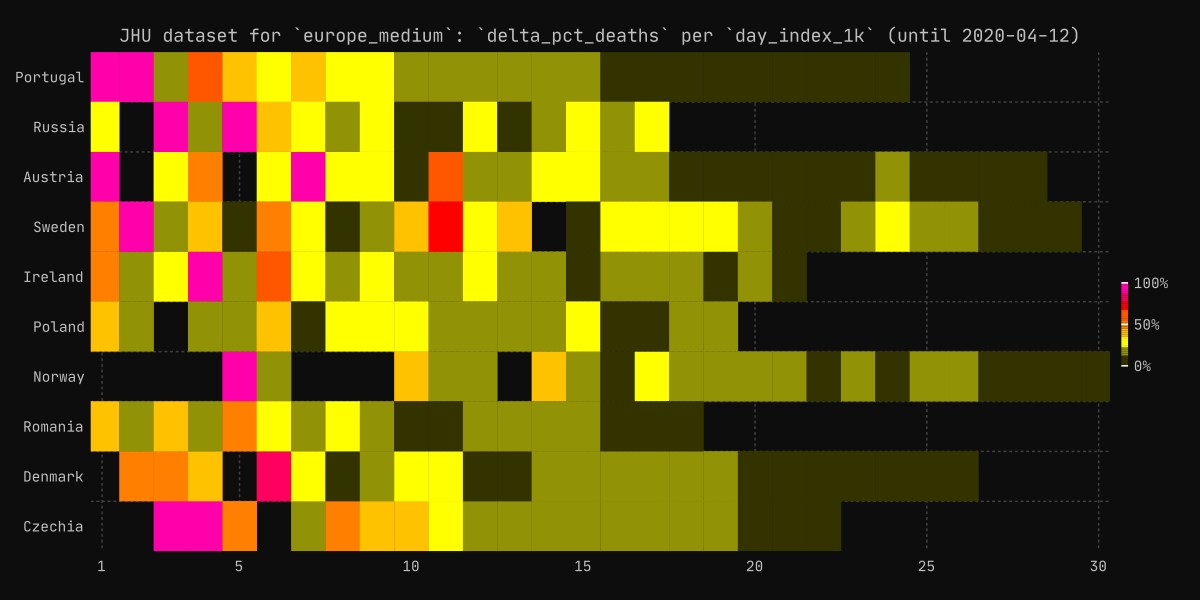 JHU dataset for `europe_medium`: `delta_pct_deaths` per `day_index_1k` (until 2020-04-12)
Portugal
Russia
Austria
Sweden
Ireland
Poland
Norway
Romania
Denmark
Czechia
1 5 10 15 20 25 30
100%
50%
0%